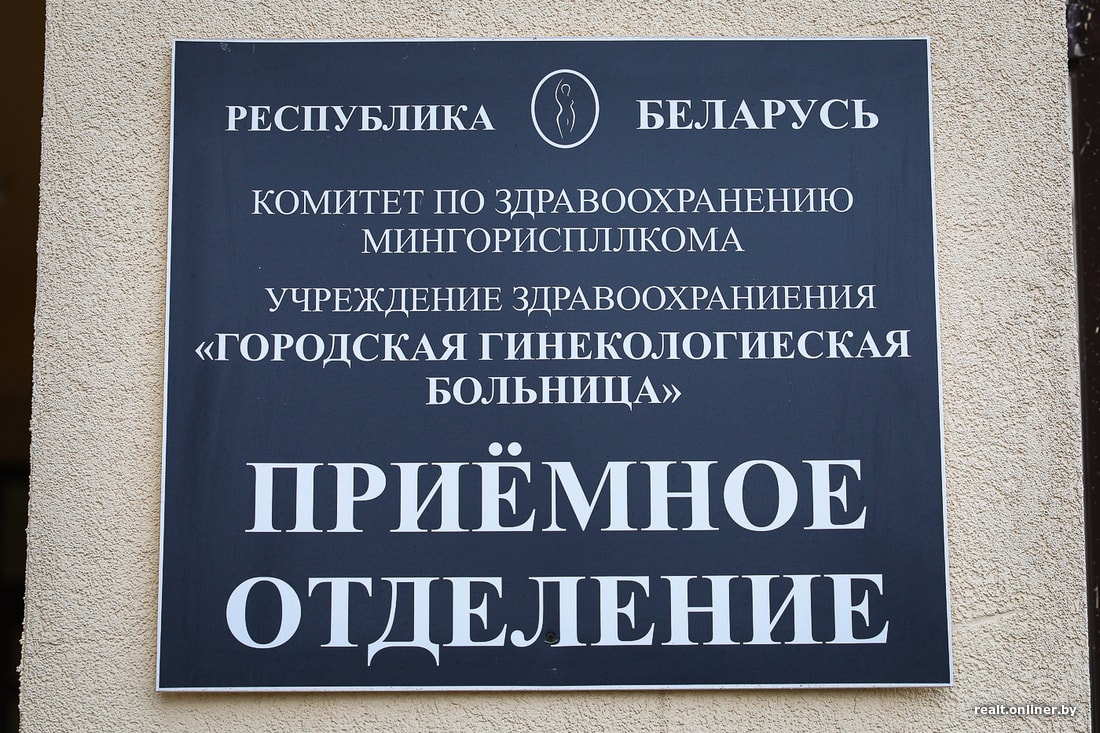 РЕСПУБЛИКА БЕЛАРУСЬ
КОМИТЕТ ПО ЗДРАВООХРАНЕНИЮ
МИНГОРИСПЛЛКОМА
УЧРЕЖДЕНИЕ ЗДРАВООХРАНИЕНИЯ
«ГОРОДСКАЯ ГИНЕКОЛОГИЕСКАЯ
БОЛЬНИЦА»
ПРИЁМНОЕ
ОТДЕЛЕНИЕ
realt.onliner.by